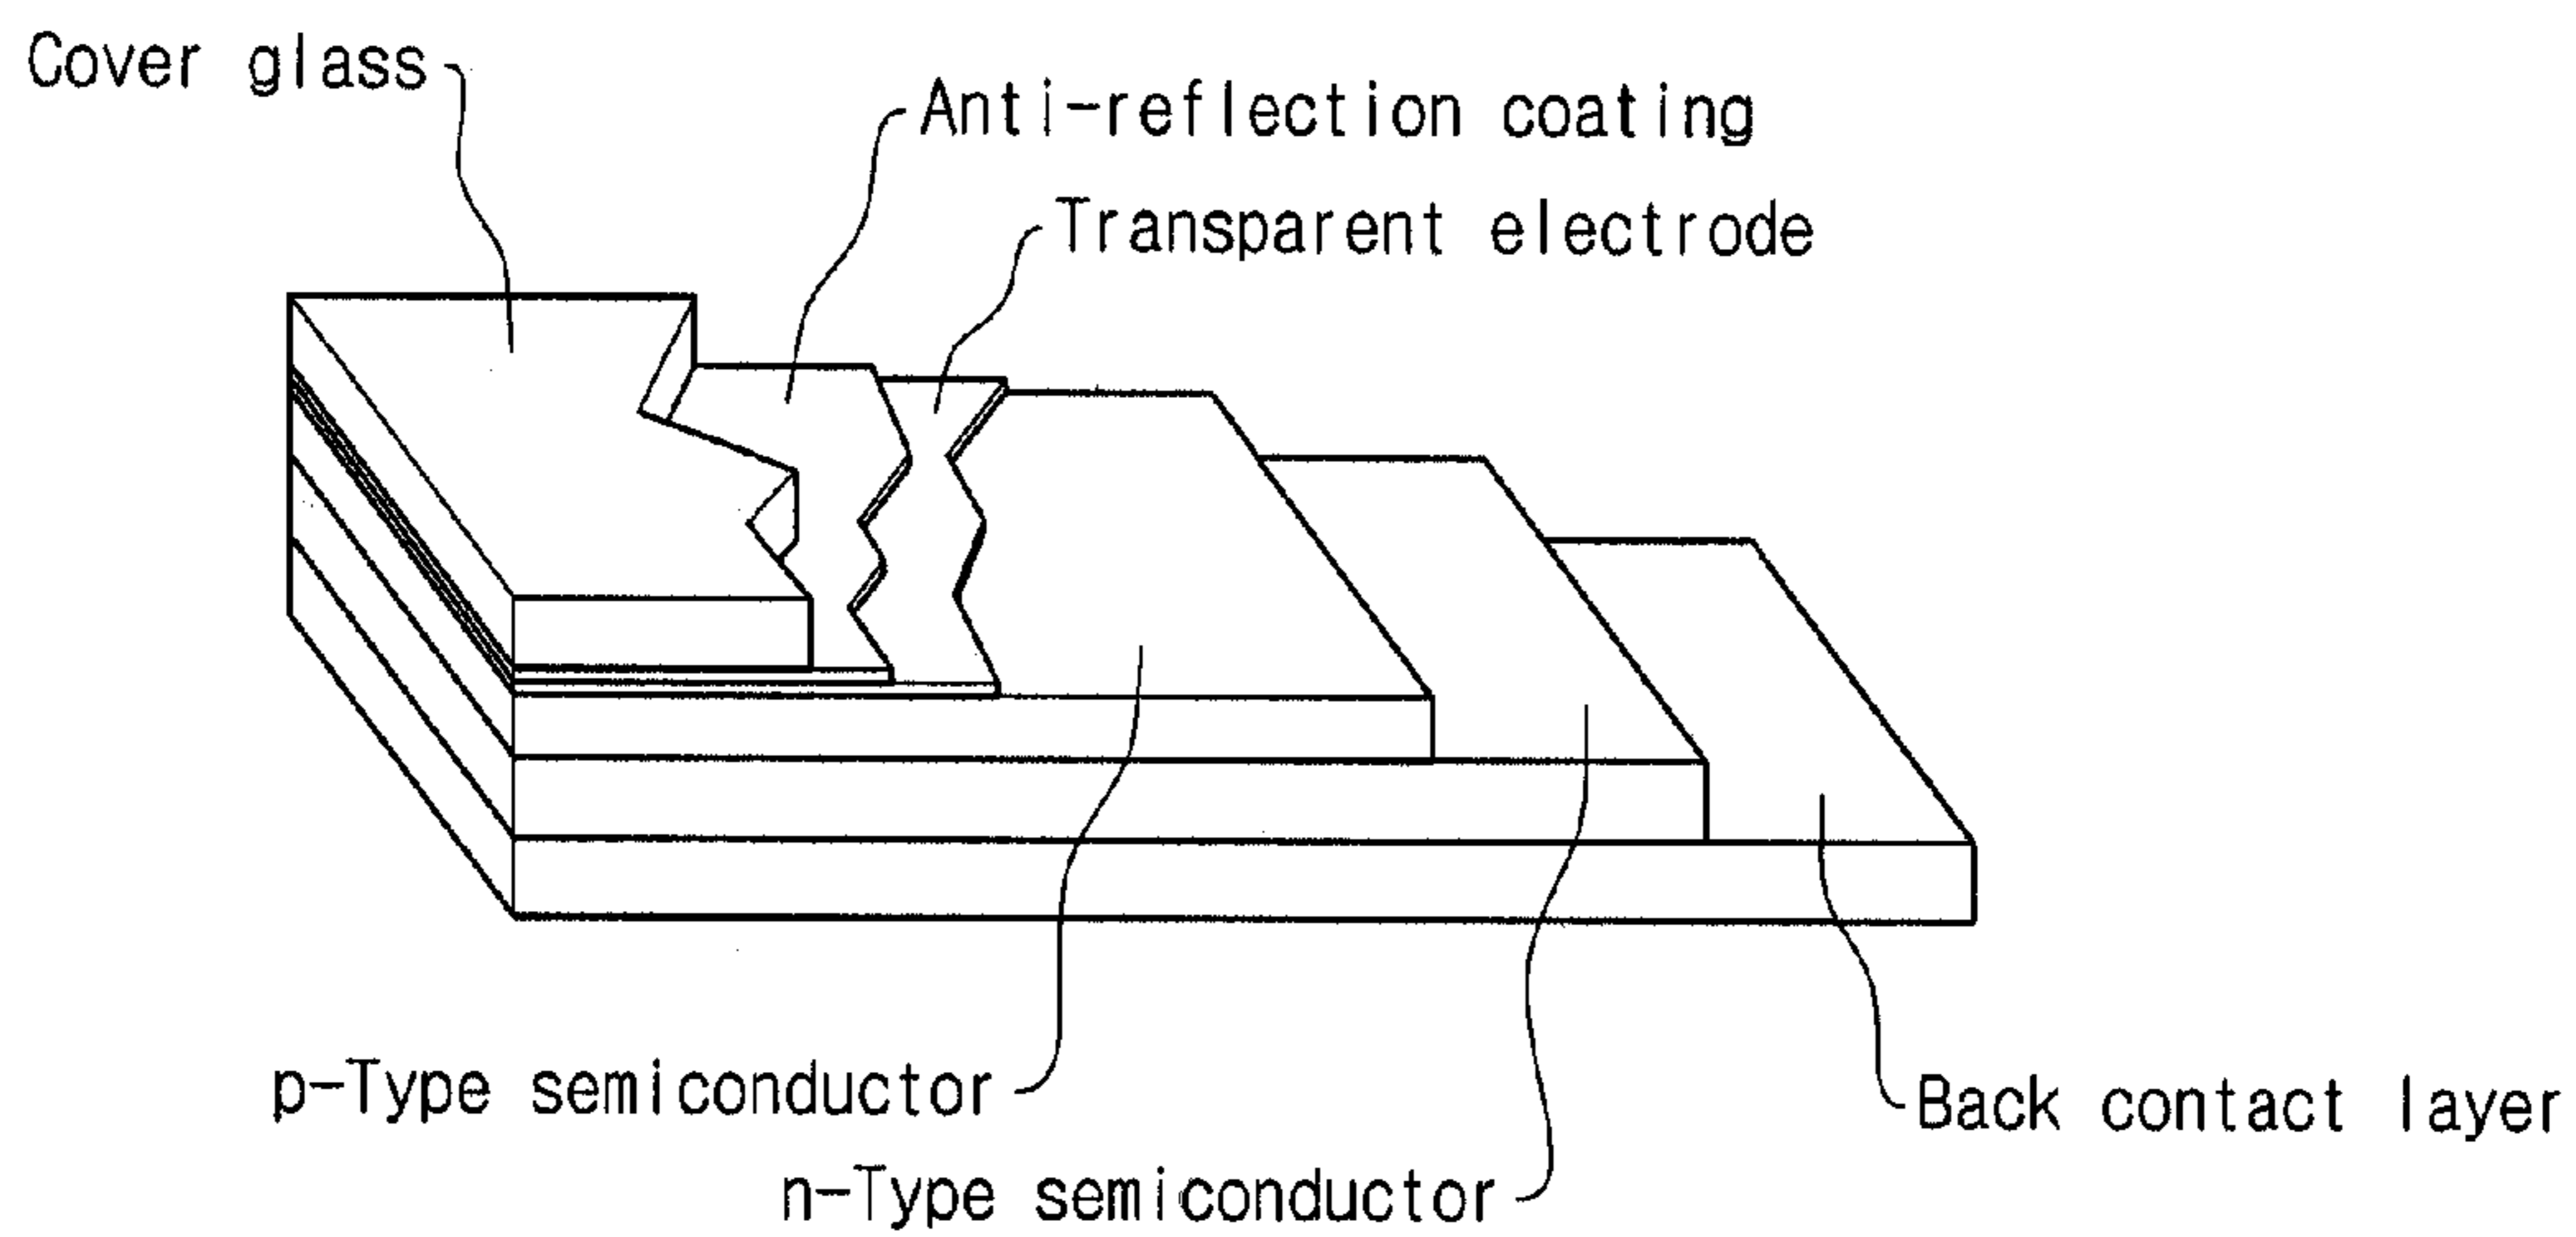 Cover glass
Anti-reflection coating
Transparent electrode
p-Type semiconductor
Back contact layer
n-Type semiconductor